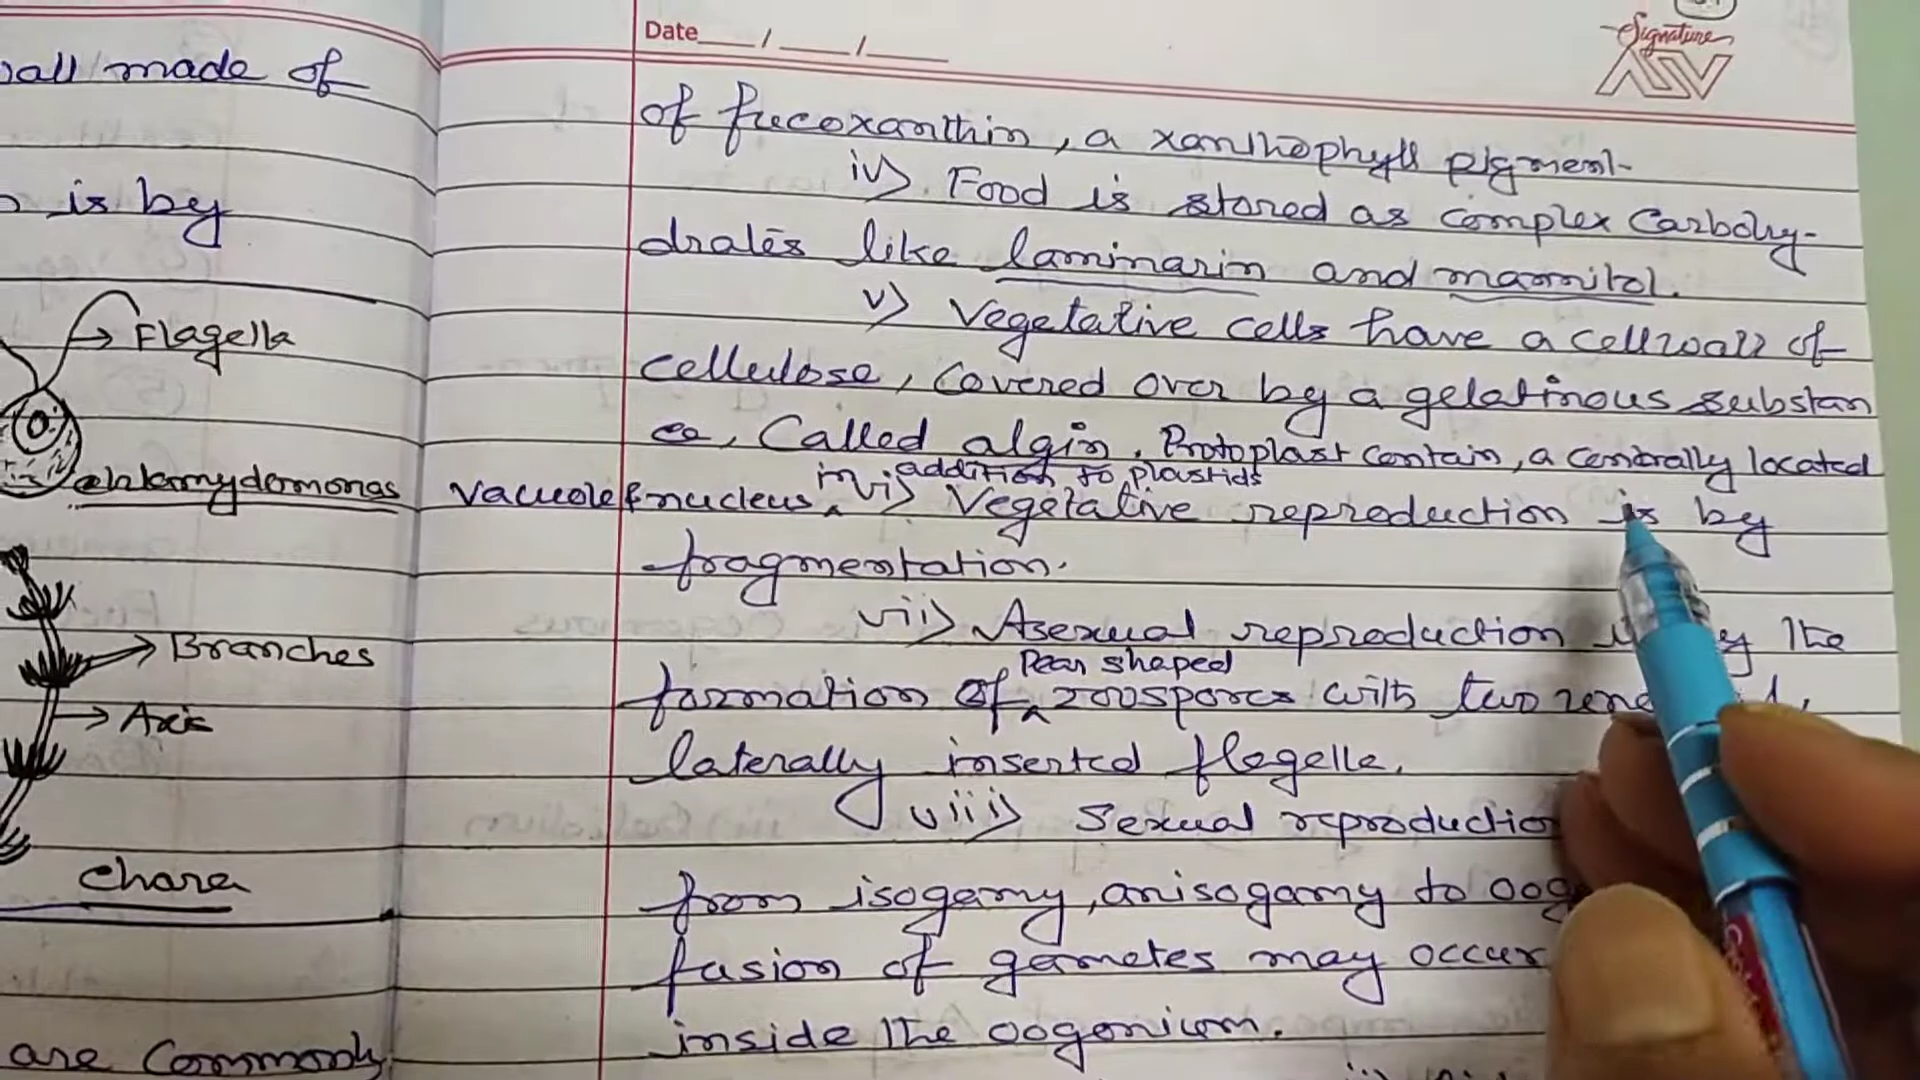 all made of
is by
Flagella
chlamydomonas
Branches
Axis
Chara
are Commonly
Date / /
Signature
of fucoxanthin, a xanthophyll pigment
iv) Food is stored as complex Carbohy-
drates like laminarin and mannitol.
v) Vegetative cells have a cellwall of
cellulose, Covered over by a gelatinous substan
ce, Called algin. Protoplast contain, a centrally located
vacuole & nucleus in addition to plastids
vi) Vegetative reproduction is by
fragmentation.
vii) Asexual reproduction the
Pear shaped
formation of zoospores with two
laterally inserted flagella.
viii) Sexual reproduction
from isogamy, anisogamy to oog
fusion of gametes may occur
inside the oogonium.